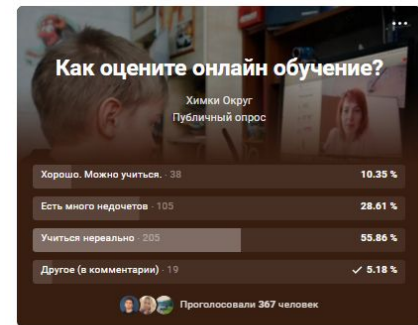 Как оцените онлайн обучение?
Химки Округ
Публичный опрос
Хорошо. Можно учиться. · 38 10.35 %
Есть много недочетов · 105 28.61 %
Учиться нереально · 205 55.86 %
Другое (в комментарии) · 19 ✓ 5.18 %
Проголосовали 367 человек